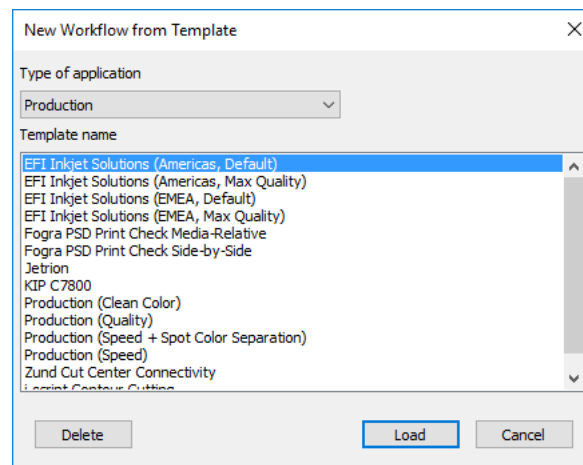 New Workflow from Template
Type of application
Production
Template name
EFI Inkjet Solutions (Americas, Default)
EFI Inkjet Solutions (Americas, Max Quality)
EFI Inkjet Solutions (EMEA, Default)
EFI Inkjet Solutions (EMEA, Max Quality)
Fogra PSD Print Check Media-Relative
Fogra PSD Print Check Side-by-Side
Jetrion
KIP C7800
Production (Clean Color)
Production (Quality)
Production (Speed + Spot Color Separation)
Production (Speed)
Zund Cut Center Connectivity
i-script Contour Cutting
Delete Load Cancel